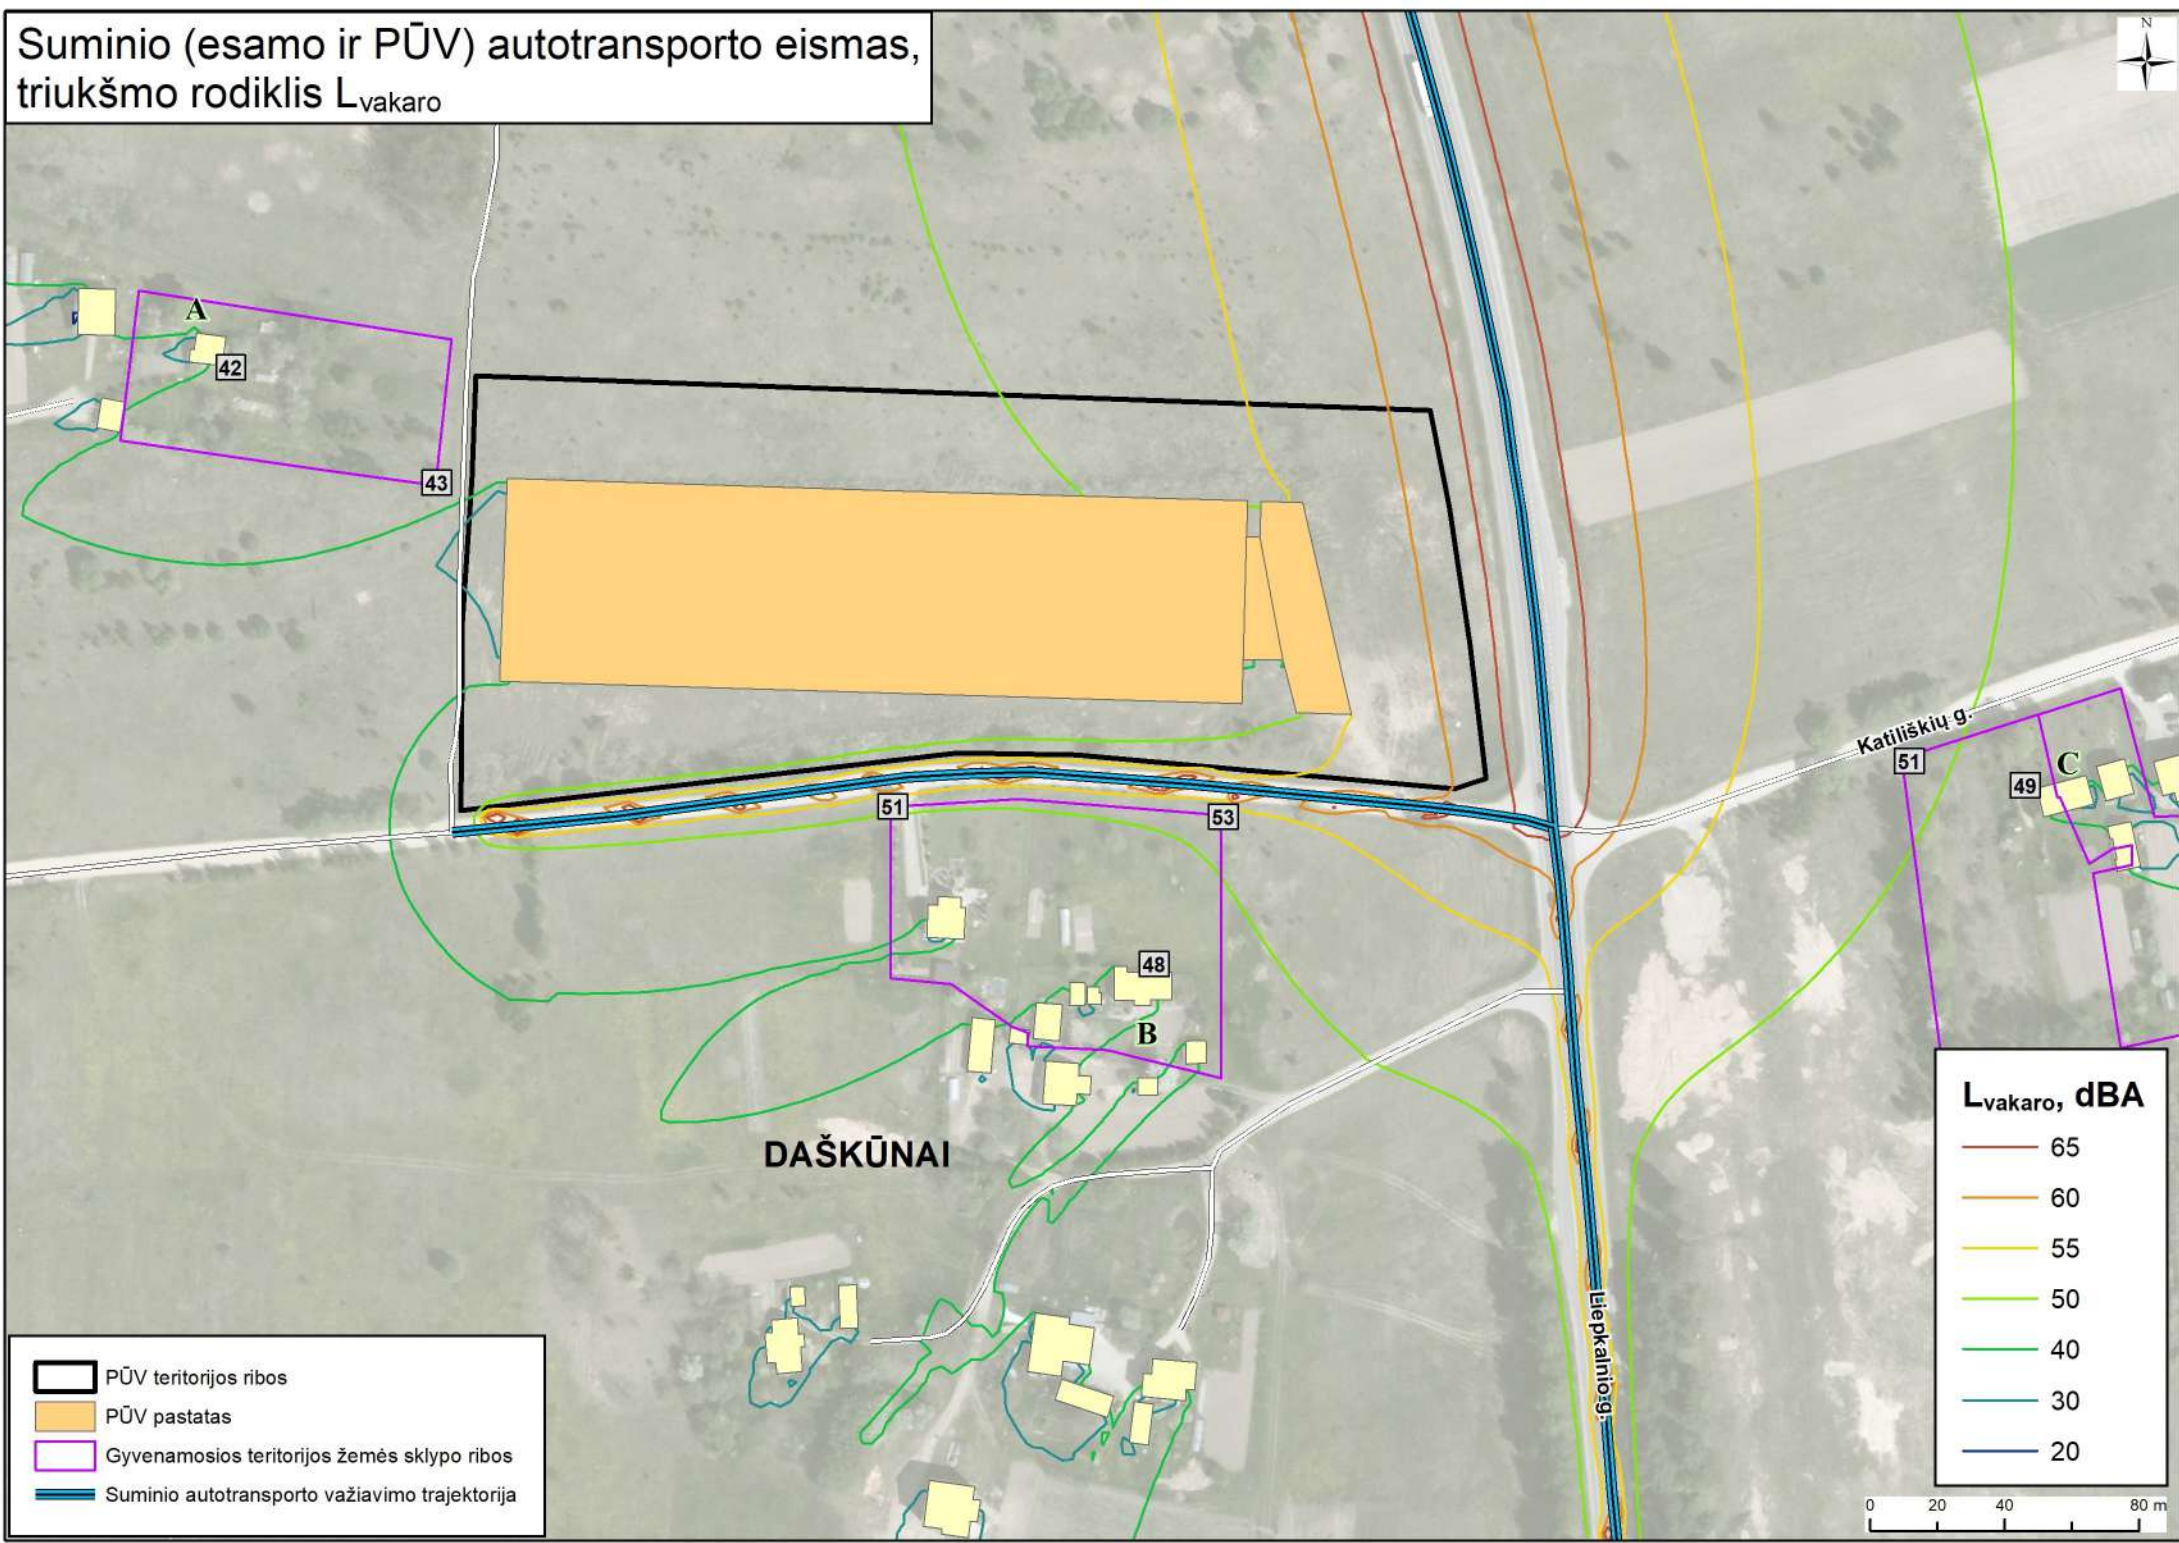 Suminio (esamo ir PŪV) autotransporto eismas,
triukšmo rodiklis Lvakaro
N
A
42
43
51
53
48
B
DAŠKŪNAI
Katiliškių g.
51
49
C
Liepkalnio g.
PŪV teritorijos ribos
PŪV pastatas
Gyvenamosios teritorijos žemės sklypo ribos
Suminio autotransporto važiavimo trajektorija
Lvakaro, dBA
65
60
55
50
40
30
20
0 20 40 80 m